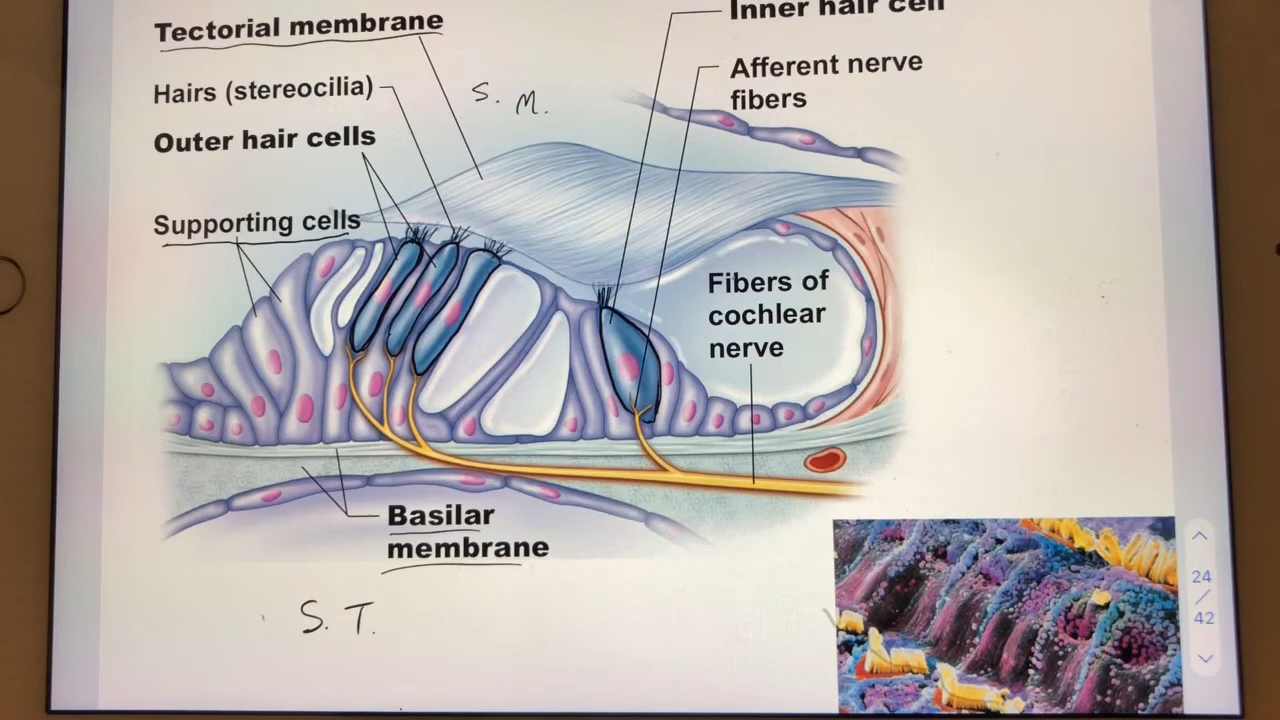 Tectorial membrane
Hairs (stereocilia)
Outer hair cells
Supporting cells
S. M.
Inner hair cell
Afferent nerve
fibers
Fibers of
cochlear
nerve
Basilar
membrane
S. T.
24
/
42